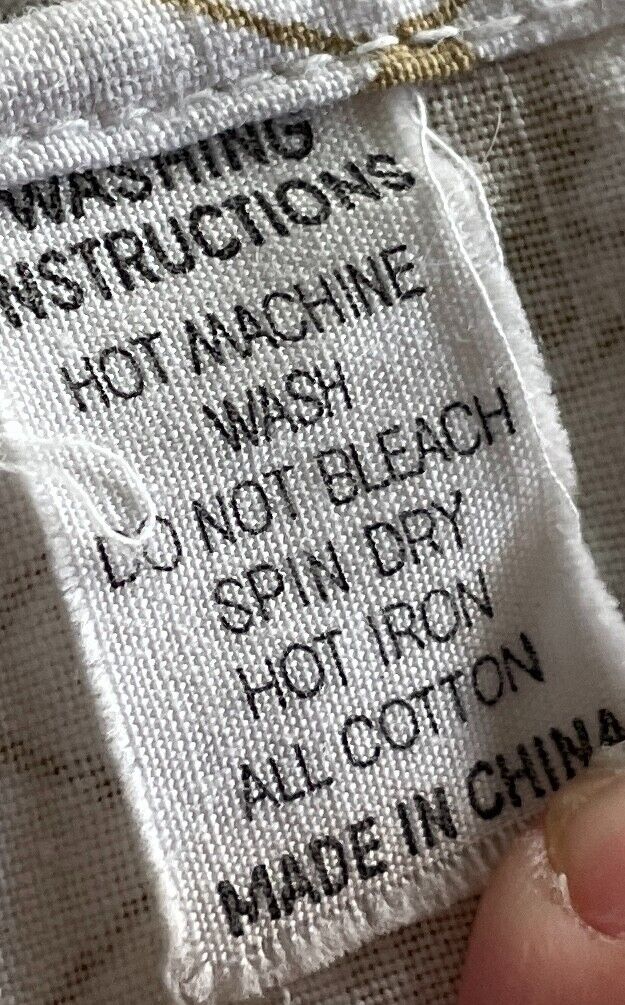 WASHING
INSTRUCTIONS
HOT MACHINE
WASH
DO NOT BLEACH
SPIN DRY
HOT IRON
ALL COTTON
MADE IN CHINA